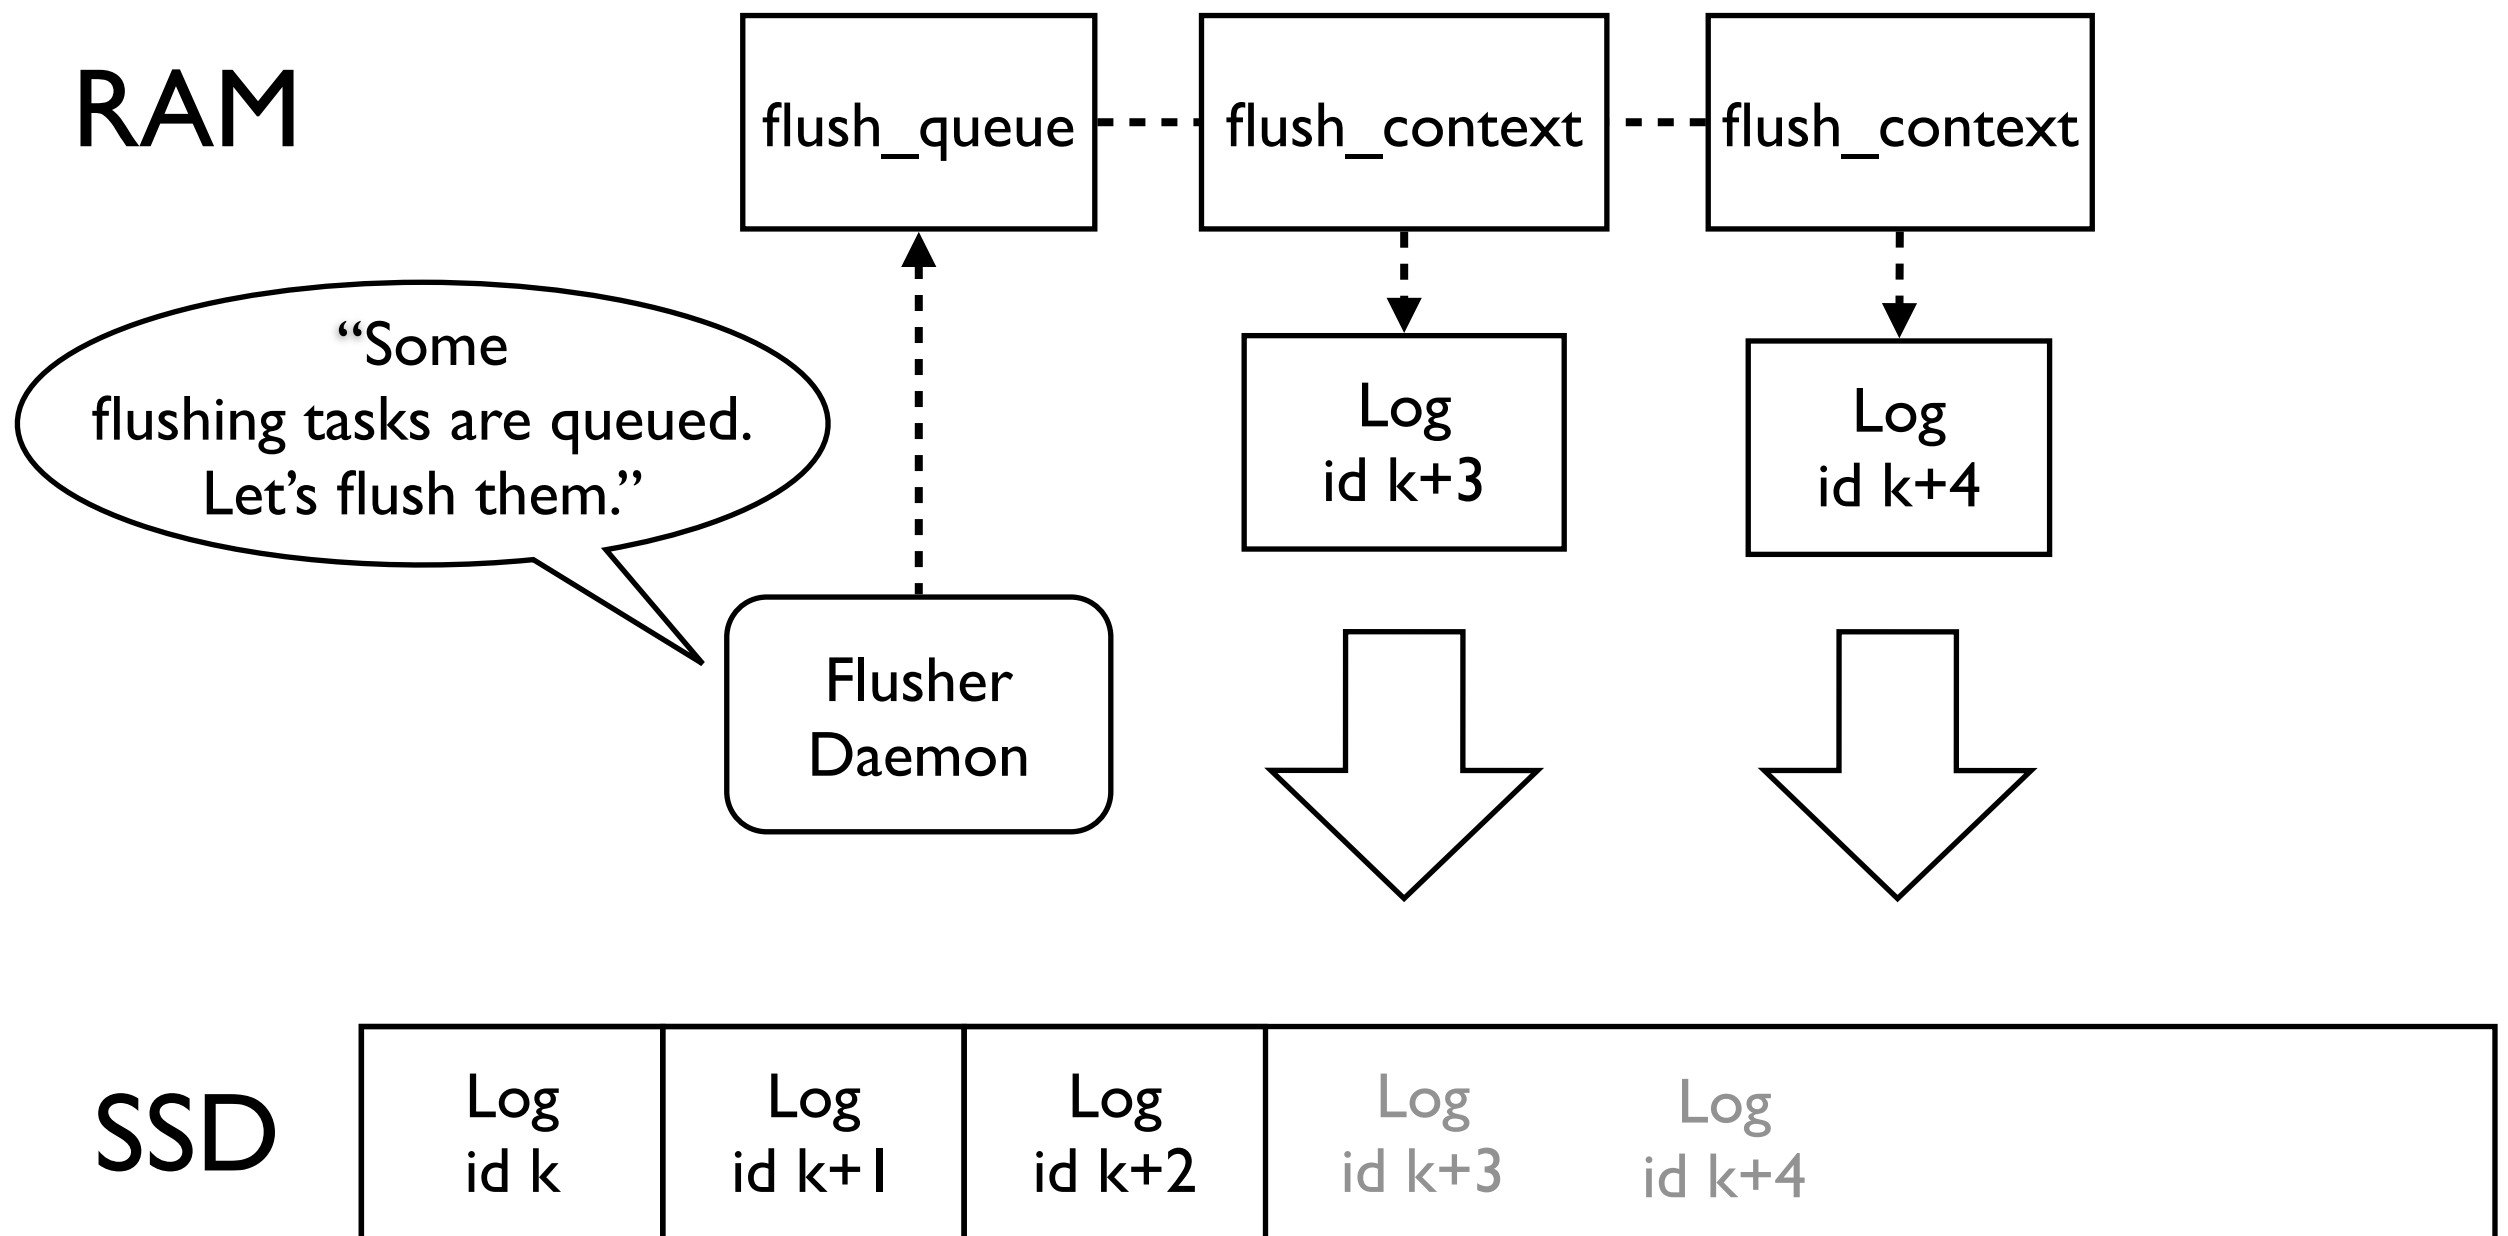 RAM
flush_queue
flush_context
flush_context
“Some
flushing tasks are queued.
Let’s flush them.”
Log
id k+3
Log
id k+4
Flusher
Daemon
SSD
Log
id k
Log
id k+1
Log
id k+2
Log
id k+3
Log
id k+4